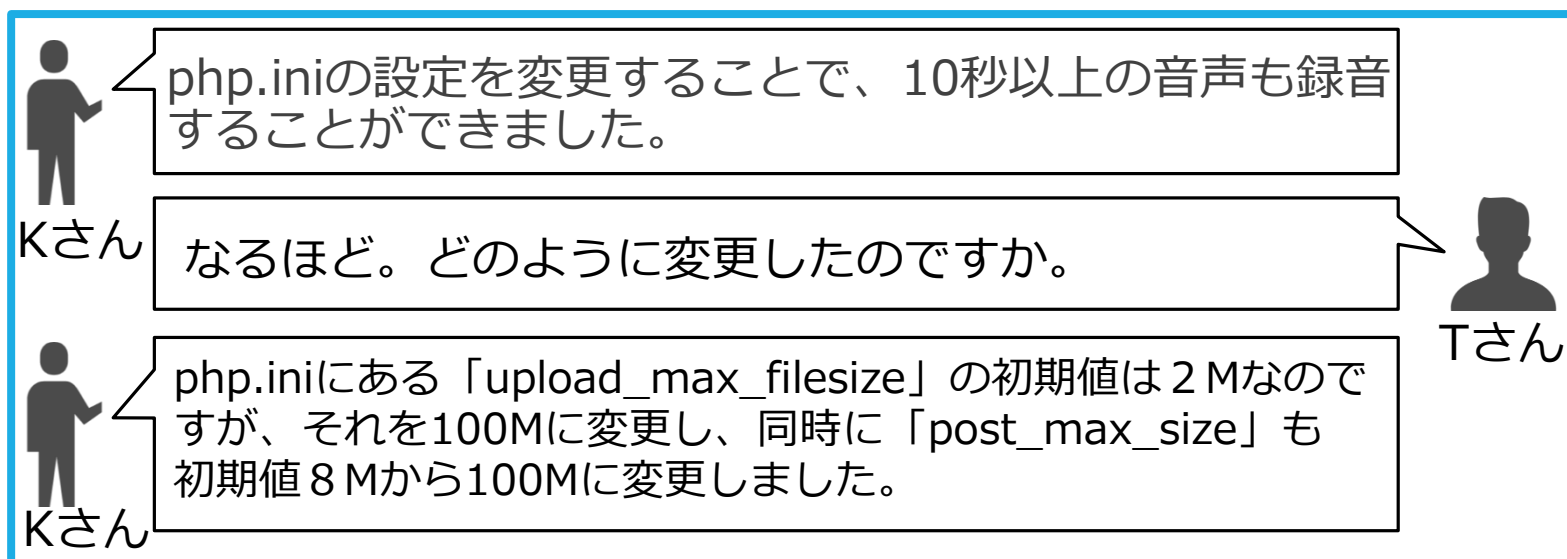 php.iniの設定を変更することで、10秒以上の音声も録音
することができました。
Kさん
なるほど。どのように変更したのですか。
Tさん
php.iniにある「upload_max_filesize」の初期値は２Mなので
すが、それを100Mに変更し、同時に「post_max_size」も
初期値８Mから100Mに変更しました。
Kさん